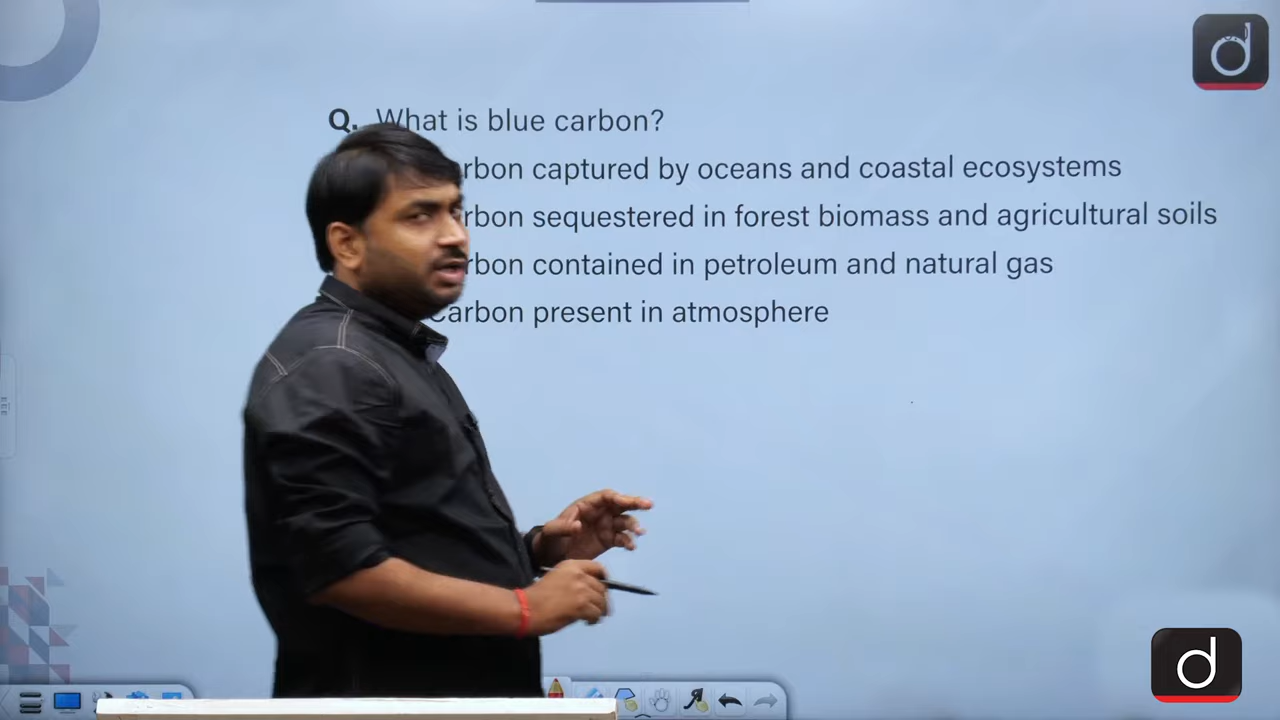 Q. What is blue carbon?
rbon captured by oceans and coastal ecosystems
rbon sequestered in forest biomass and agricultural soils
rbon contained in petroleum and natural gas
Carbon present in atmosphere
d
d